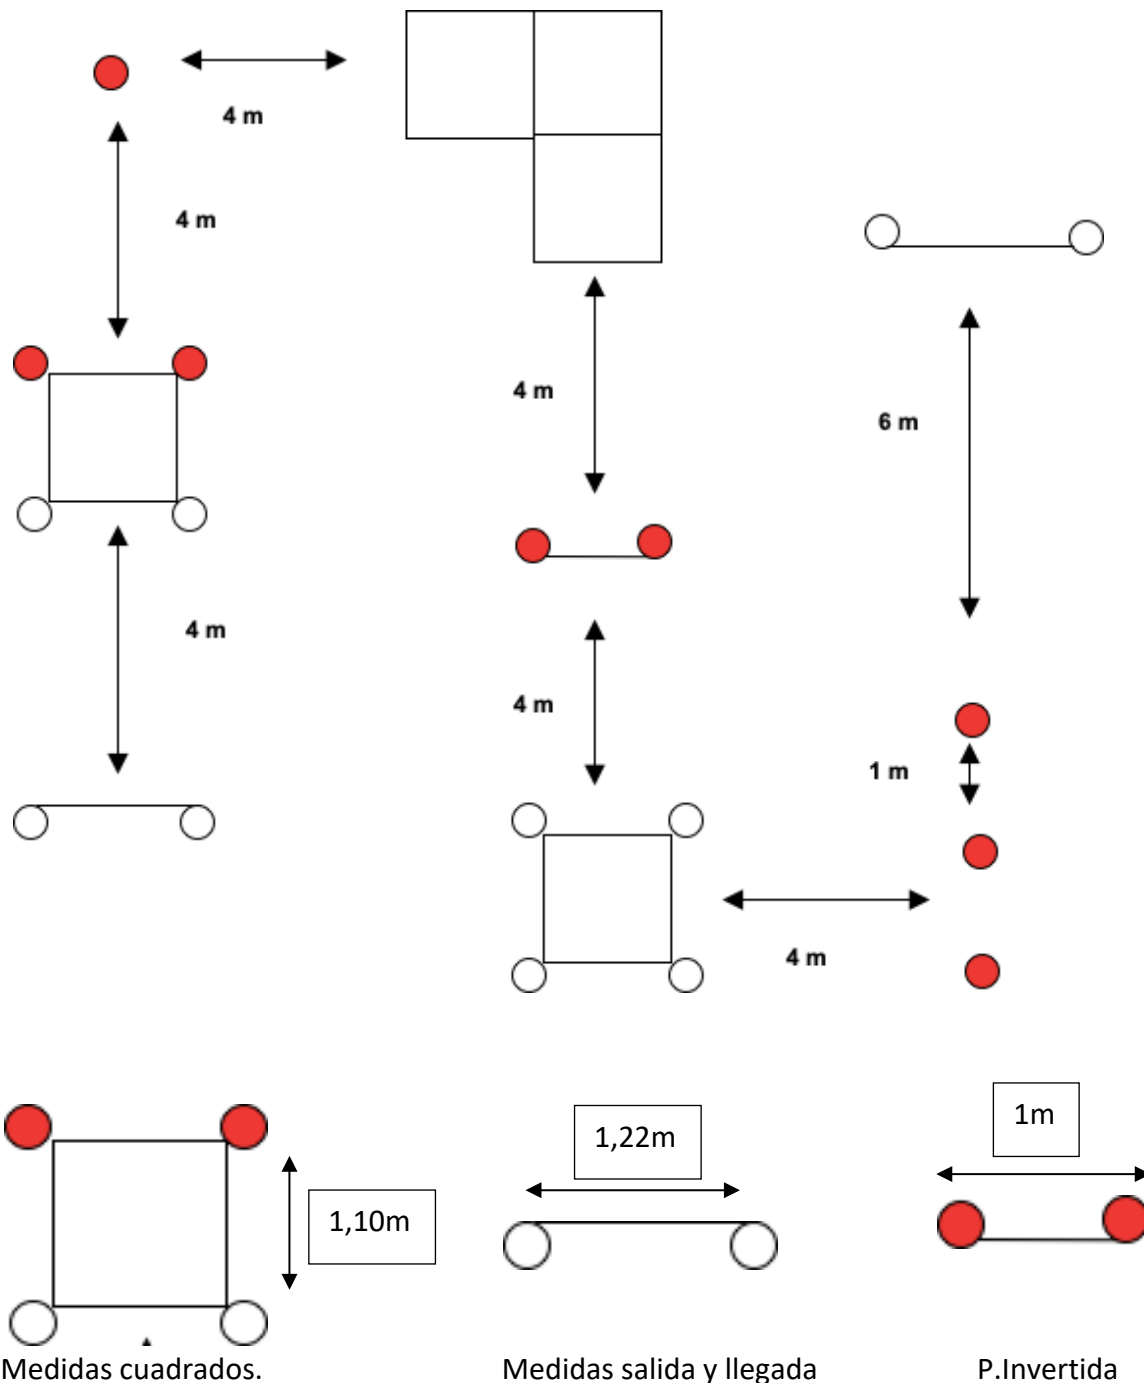 4 m
4 m
4 m
6 m
4 m
4 m
1 m
4 m
1m
1,22m
1,10m
Medidas cuadrados.
Medidas salida y llegada
P.Invertida